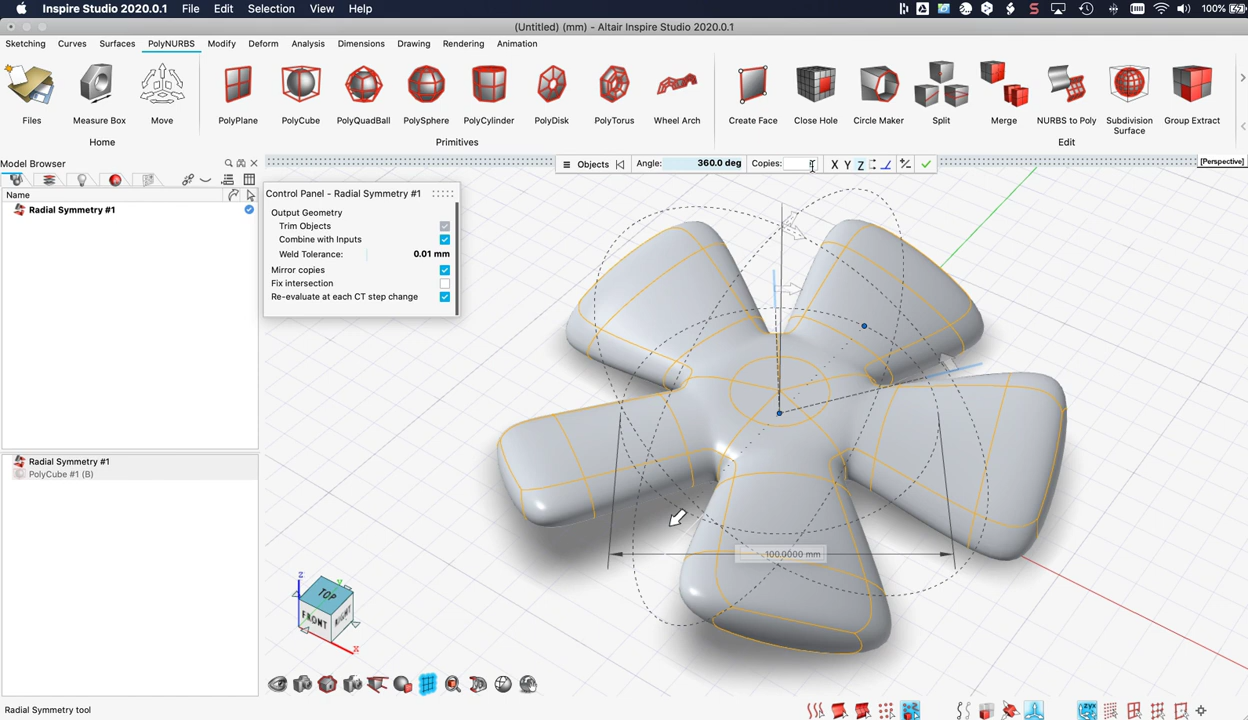 Inspire Studio 2020.0.1 File Edit Selection View Help 100%
(Untitled) (mm) - Altair Inspire Studio 2020.0.1
Sketching Curves Surfaces PolyNURBS Modify Deform Analysis Dimensions Drawing Rendering Animation
Files Measure Box Move PolyPlane PolyCube PolyQuadBall PolySphere PolyCylinder PolyDisk PolyTorus Wheel Arch Create Face Close Hole Circle Maker Split Merge NURBS to Poly Subdivision Surface Group Extract
Home Primitives Edit
Model Browser
Objects Angle: 360.0 deg Copies: X Y Z
[Perspective]
Name
Radial Symmetry #1
Control Panel - Radial Symmetry #1
Output Geometry
Trim Objects
Combine with Inputs
Weld Tolerance: 0.01 mm
Mirror copies
Fix intersection
Re-evaluate at each CT step change
Radial Symmetry #1
PolyCube #1 (B)
100.0000 mm
z
y
TOP
FRONT
RIGHT
x
Radial Symmetry tool